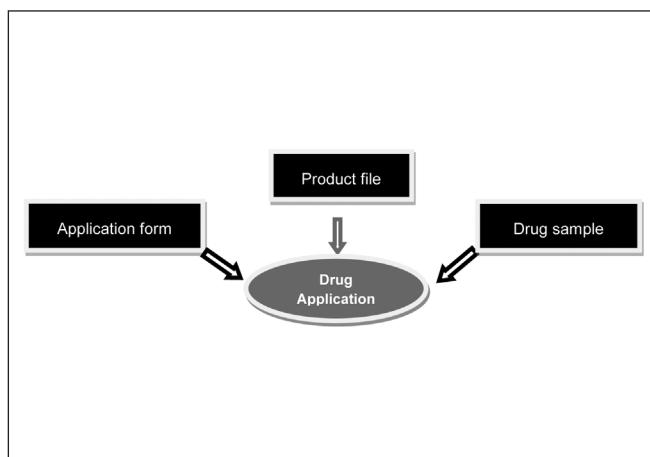 Product file
Application form
Drug sample
Drug
Application